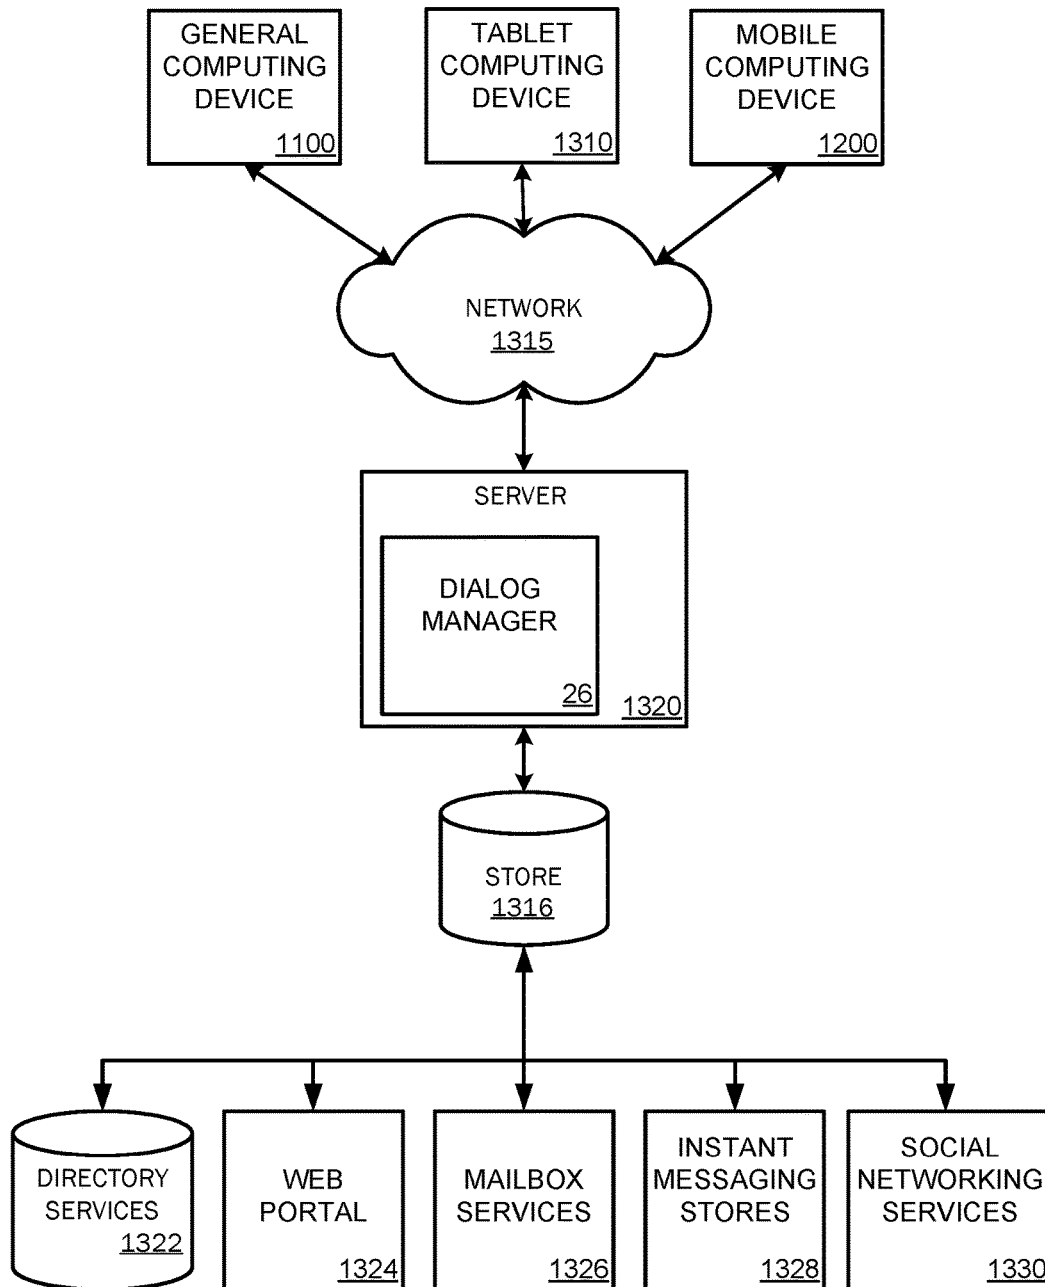 GENERAL
COMPUTING
DEVICE
1100
TABLET
COMPUTING
DEVICE
1310
MOBILE
COMPUTING
DEVICE
1200
NETWORK
1315
SERVER
DIALOG
MANAGER
26
1320
STORE
1316
DIRECTORY
SERVICES
1322
WEB
PORTAL
1324
MAILBOX
SERVICES
1326
INSTANT
MESSAGING
STORES
1328
SOCIAL
NETWORKING
SERVICES
1330